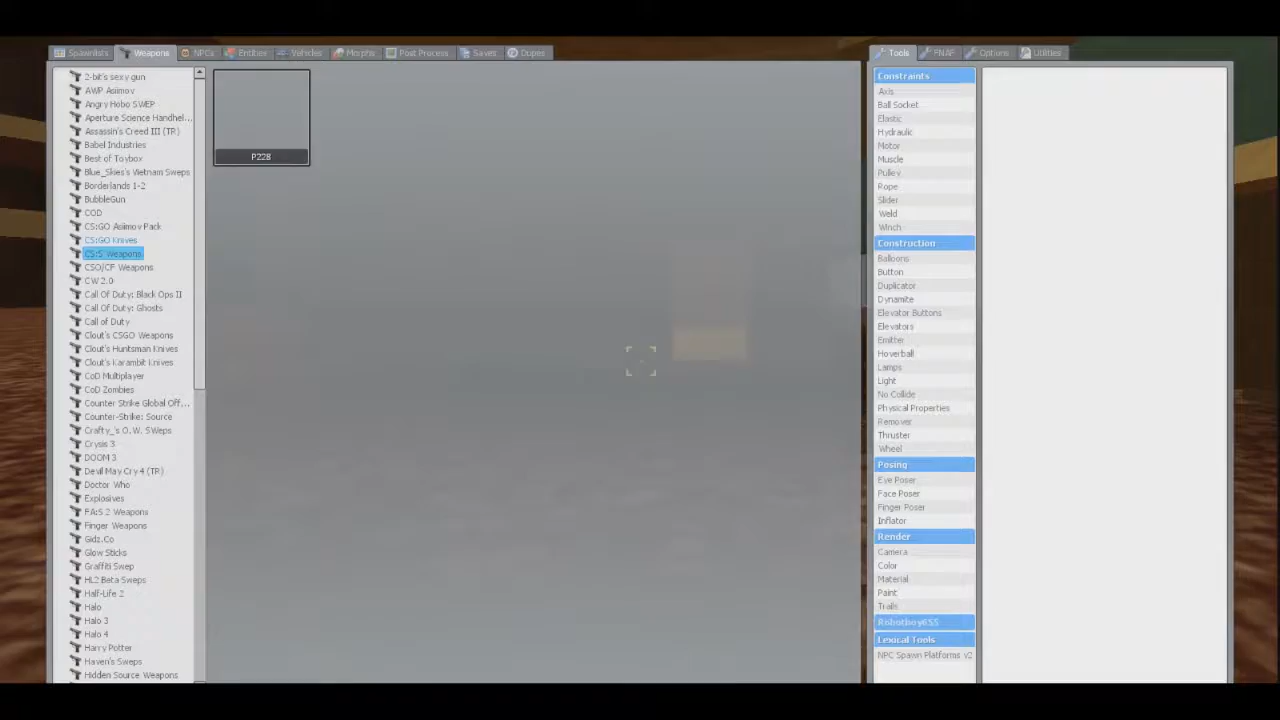 Spawnlists
Weapons
NPCs
Entities
Vehicles
Morphs
Post Process
Saves
Dupes
Tools
FNAF
Options
Utilities
2-bit's sexy gun
AWP Asimov
Angry Hobo SWEP
Aperture Science Handhel...
Assassin's Creed III (TR)
Babel Industries
Best of Toybox
Blue_Skies's Vietnam Sweps
Borderlands 1-2
BubbleGun
COD
CS:GO Asimov Pack
CS:GO Knives
CS:S Weapons
CSO/CF Weapons
CW 2.0
Call Of Duty: Black Ops II
Call Of Duty: Ghosts
Call of Duty
Clout's CSGO Weapons
Clout's Huntsman Knives
Clout's Karambit Knives
CoD Multiplayer
CoD Zombies
Counter Strike Global Off...
Counter-Strike: Source
Crafty_'s O. W. SWeps
Crysis 3
DOOM 3
Devil May Cry 4 (TR)
Doctor Who
Explosives
FA:S 2 Weapons
Finger Weapons
Gidz.Co
Glow Sticks
Graffiti Swep
HL2 Beta Sweps
Half-Life 2
Halo
Halo 3
Halo 4
Harry Potter
Haven's Sweps
Hidden Source Weapons
P228
Constraints
Axis
Ball Socket
Elastic
Hydraulic
Motor
Muscle
Pulley
Rope
Slider
Weld
Winch
Construction
Balloons
Button
Duplicator
Dynamite
Elevator Buttons
Elevators
Emitter
Hoverball
Lamps
Light
No Collide
Physical Properties
Remover
Thruster
Wheel
Posing
Eye Poser
Face Poser
Finger Poser
Inflator
Render
Camera
Color
Material
Paint
Trails
Robotboy655
Lexical Tools
NPC Spawn Platforms v2